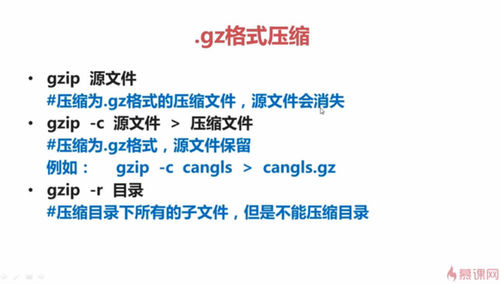 .gz格式压缩
• gzip 源文件
#压缩为.gz格式的压缩文件，源文件会消失
• gzip -c 源文件 > 压缩文件
#压缩为.gz格式，源文件保留
例如： gzip -c cangls > cangls.gz
• gzip -r 目录
#压缩目录下所有的子文件，但是不能压缩目录
慕课网